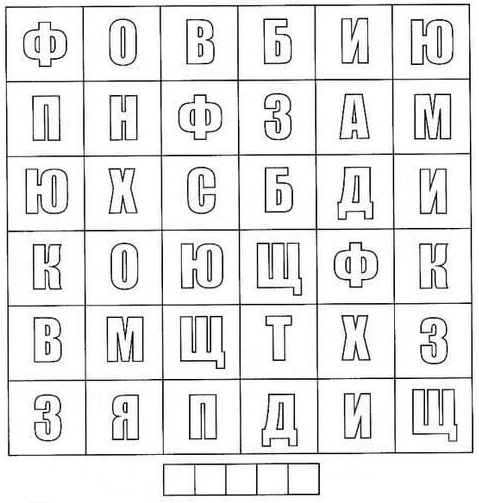 Ф О В Б И Ю
П Н Ф З А М
Ю Х С Б Д И
К О Ю Щ Ф К
В М Щ Т Х З
З Я П Д И Щ